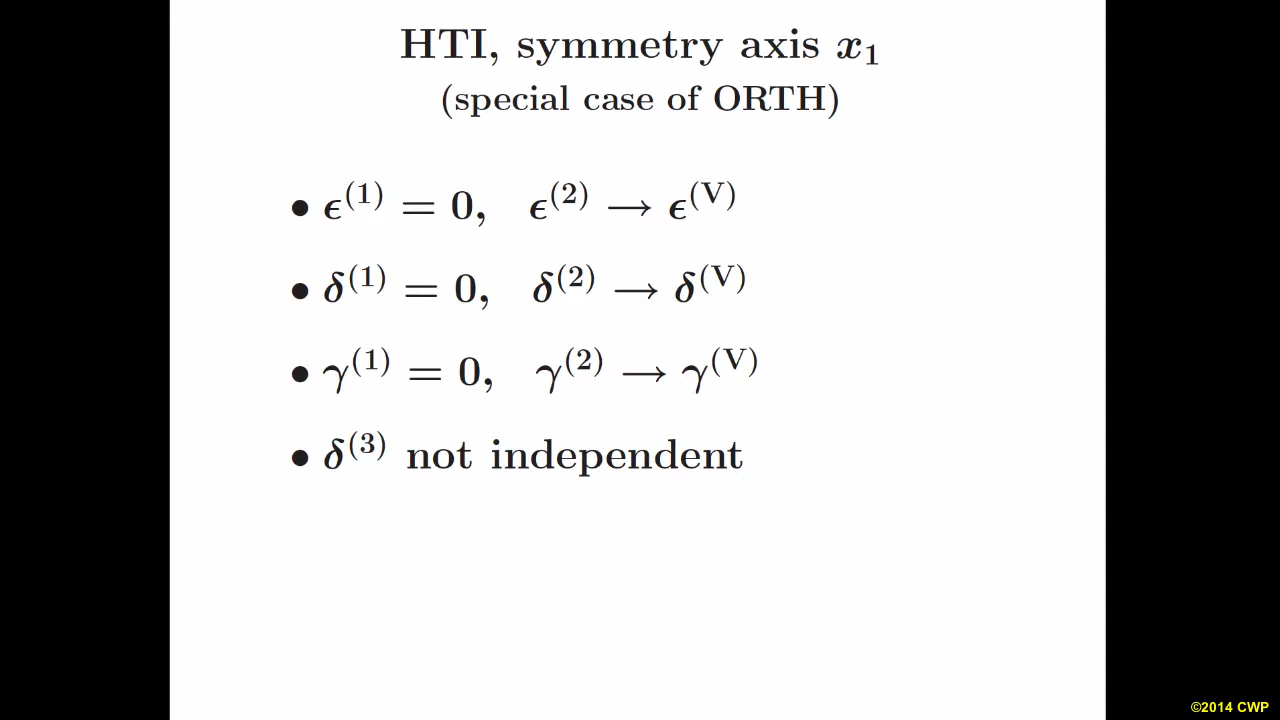 HTI, symmetry axis x₁
(special case of ORTH)
• ϵ⁽¹⁾ = 0, ϵ⁽²⁾ → ϵ^(V)
• δ⁽¹⁾ = 0, δ⁽²⁾ → δ^(V)
• γ⁽¹⁾ = 0, γ⁽²⁾ → γ^(V)
• δ⁽³⁾ not independent
©2014 CWP